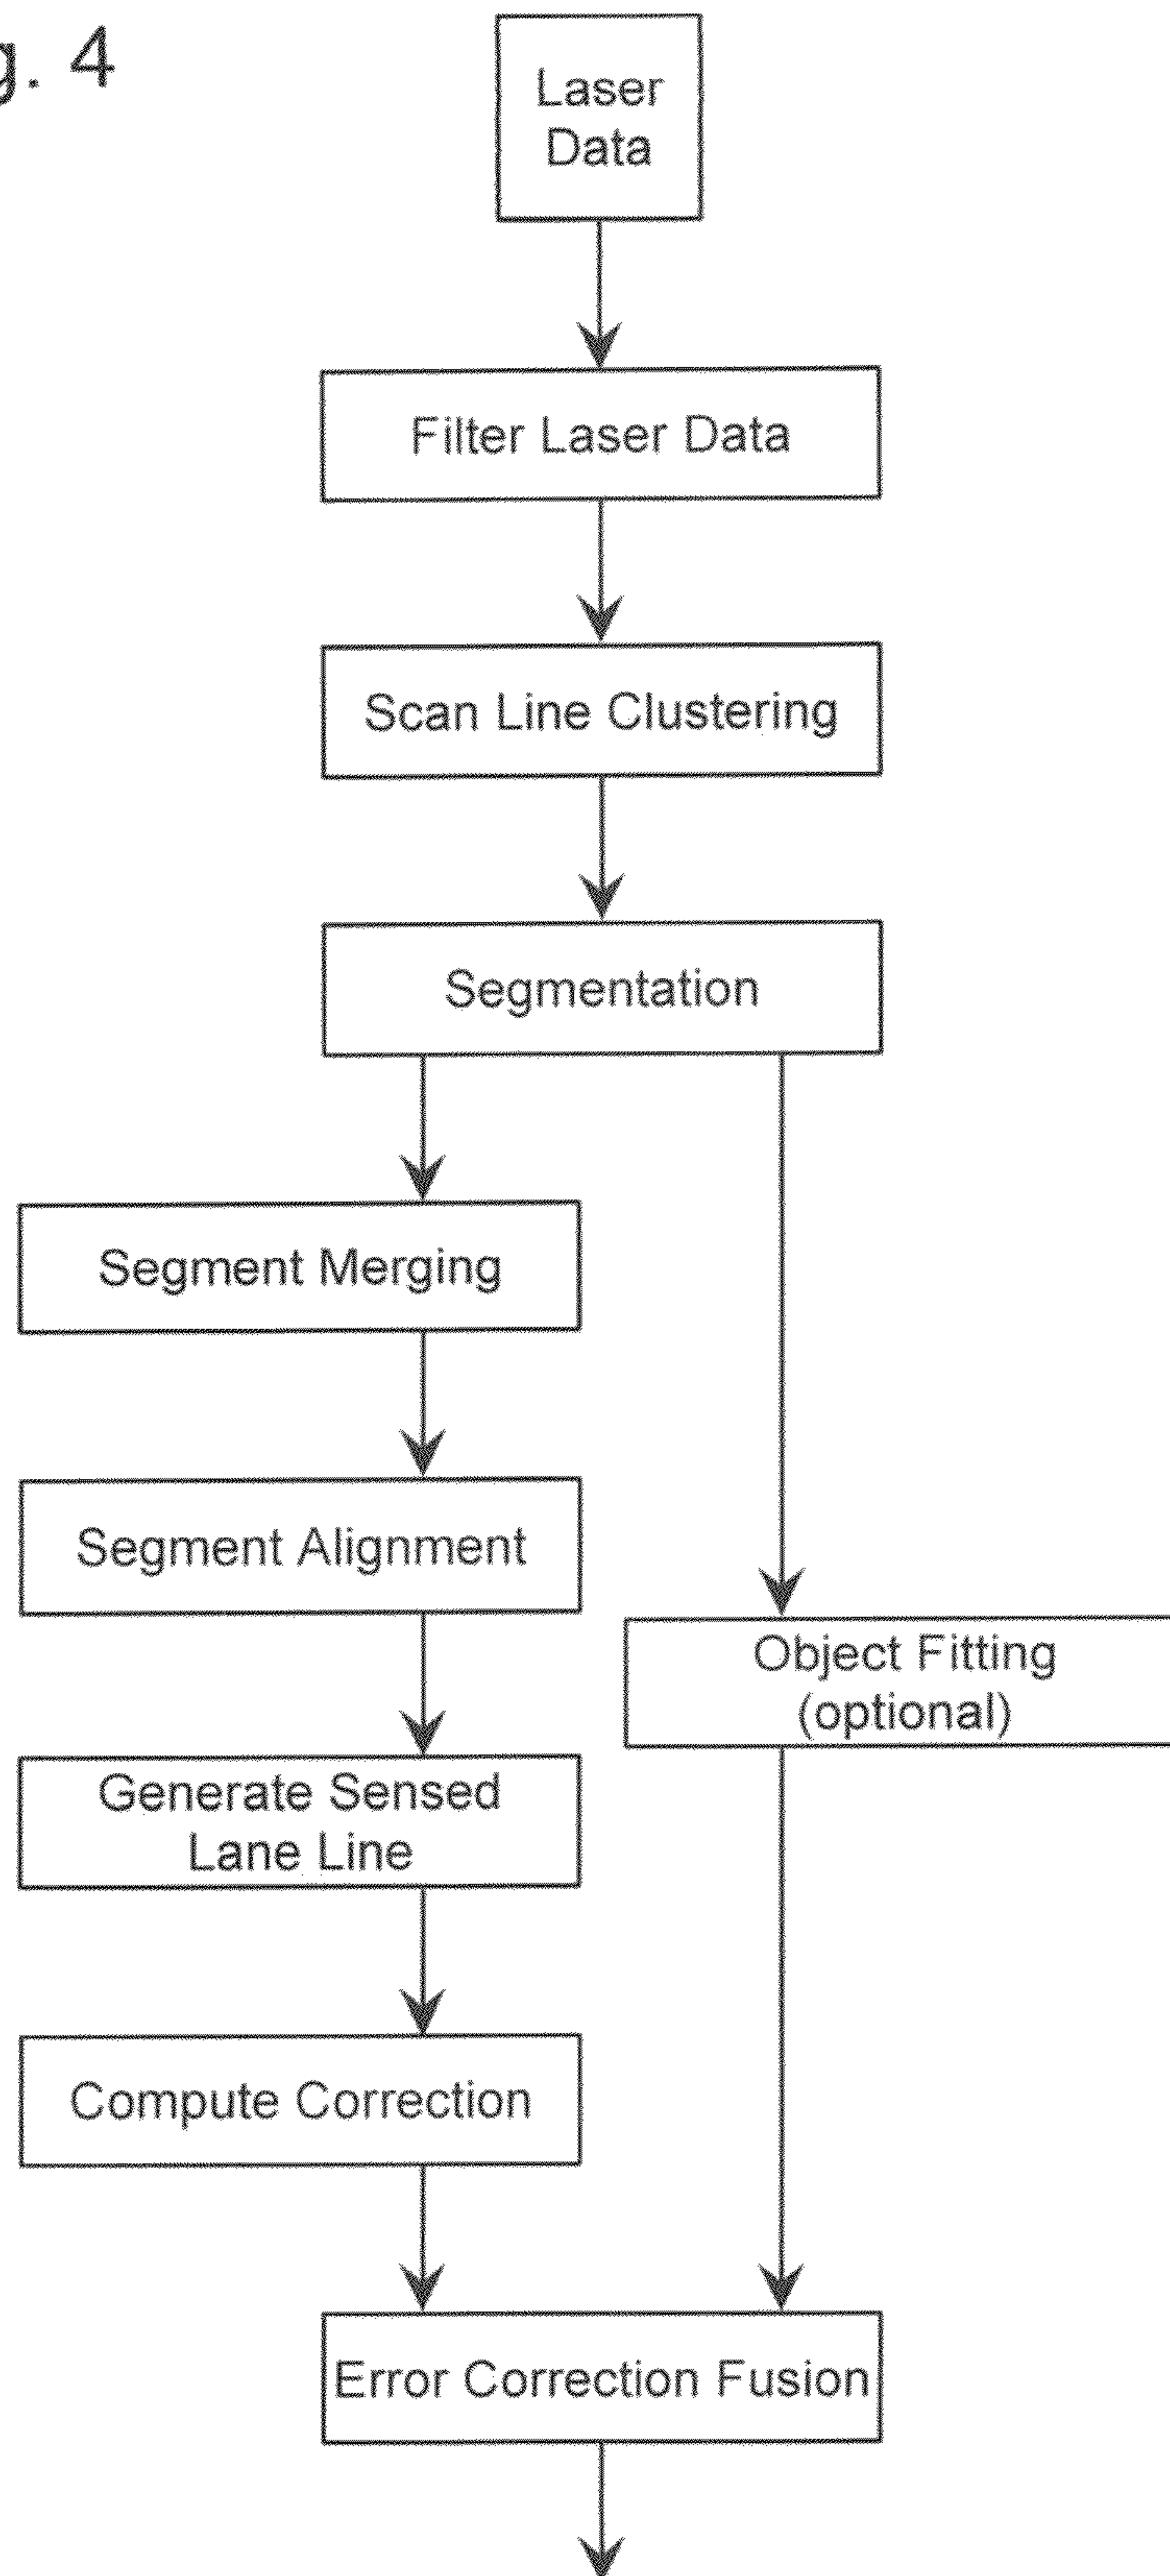 g. 4
Laser
Data
Filter Laser Data
Scan Line Clustering
Segmentation
Segment Merging
Segment Alignment
Object Fitting
(optional)
Generate Sensed
Lane Line
Compute Correction
Error Correction Fusion